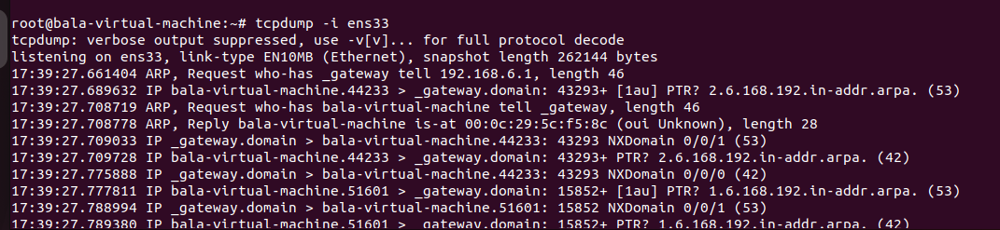 root@bala-virtual-machine:~# tcpdump -i ens33
tcpdump: verbose output suppressed, use -v[v]... for full protocol decode
listening on ens33, link-type EN10MB (Ethernet), snapshot length 262144 bytes
17:39:27.661404 ARP, Request who-has _gateway tell 192.168.6.1, length 46
17:39:27.689632 IP bala-virtual-machine.44233 > _gateway.domain: 43293+ [1au] PTR? 2.6.168.192.in-addr.arpa. (53)
17:39:27.708719 ARP, Request who-has bala-virtual-machine tell _gateway, length 46
17:39:27.708778 ARP, Reply bala-virtual-machine is-at 00:0c:29:5c:f5:8c (oui Unknown), length 28
17:39:27.709033 IP _gateway.domain > bala-virtual-machine.44233: 43293 NXDomain 0/0/1 (53)
17:39:27.709728 IP bala-virtual-machine.44233 > _gateway.domain: 43293+ PTR? 2.6.168.192.in-addr.arpa. (42)
17:39:27.775888 IP _gateway.domain > bala-virtual-machine.44233: 43293 NXDomain 0/0/0 (42)
17:39:27.777811 IP bala-virtual-machine.51601 > _gateway.domain: 15852+ [1au] PTR? 1.6.168.192.in-addr.arpa. (53)
17:39:27.788994 IP _gateway.domain > bala-virtual-machine.51601: 15852 NXDomain 0/0/1 (53)
17:39:27.789380 IP bala-virtual-machine.51601 > _gateway.domain: 15852+ PTR? 1.6.168.192.in-addr.arpa. (42)